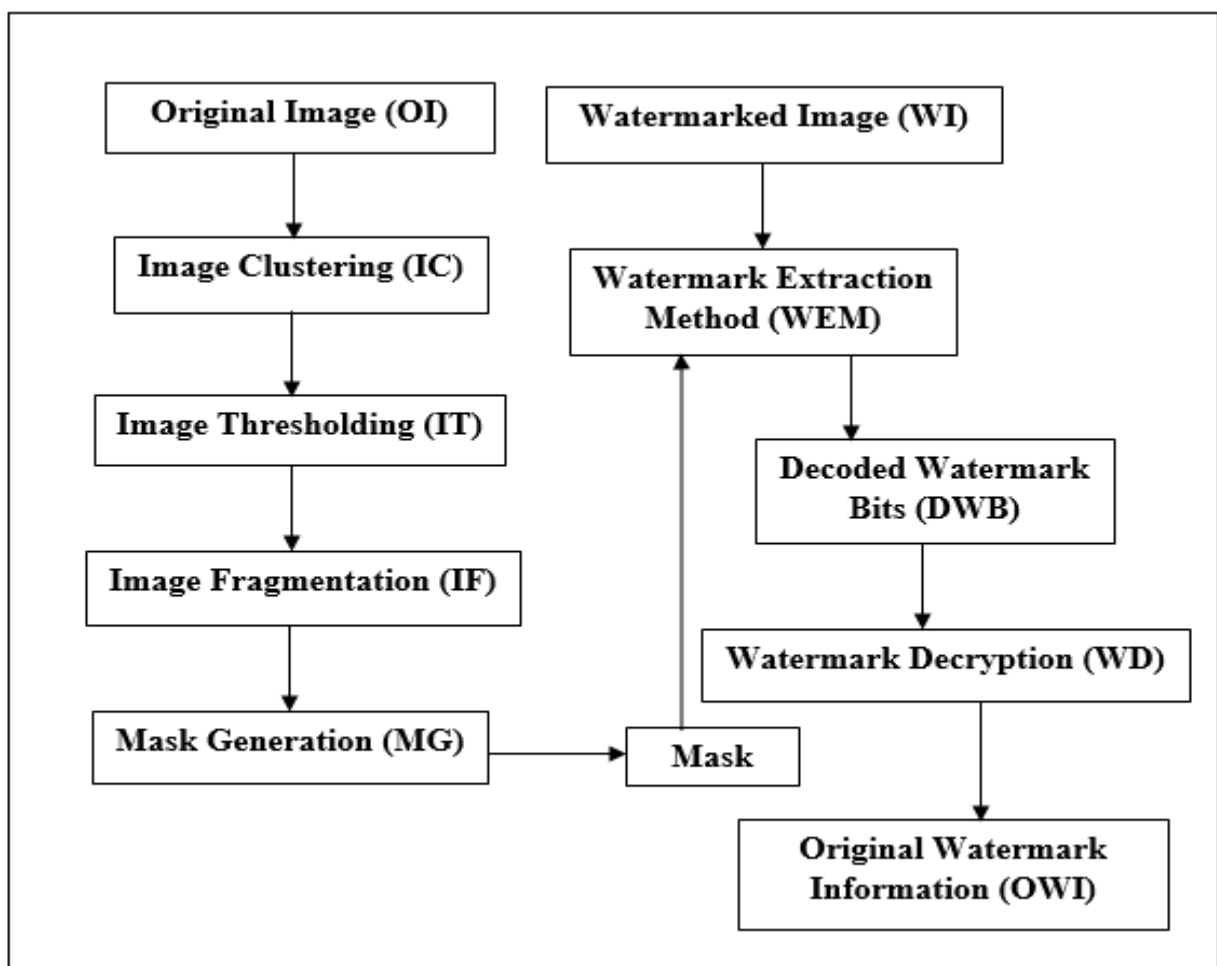 Original Image (OI)
Image Clustering (IC)
Image Thresholding (IT)
Image Fragmentation (IF)
Mask Generation (MG)
Mask
Watermarked Image (WI)
Watermark Extraction
Method (WEM)
Decoded Watermark
Bits (DWB)
Watermark Decryption (WD)
Original Watermark
Information (OWI)